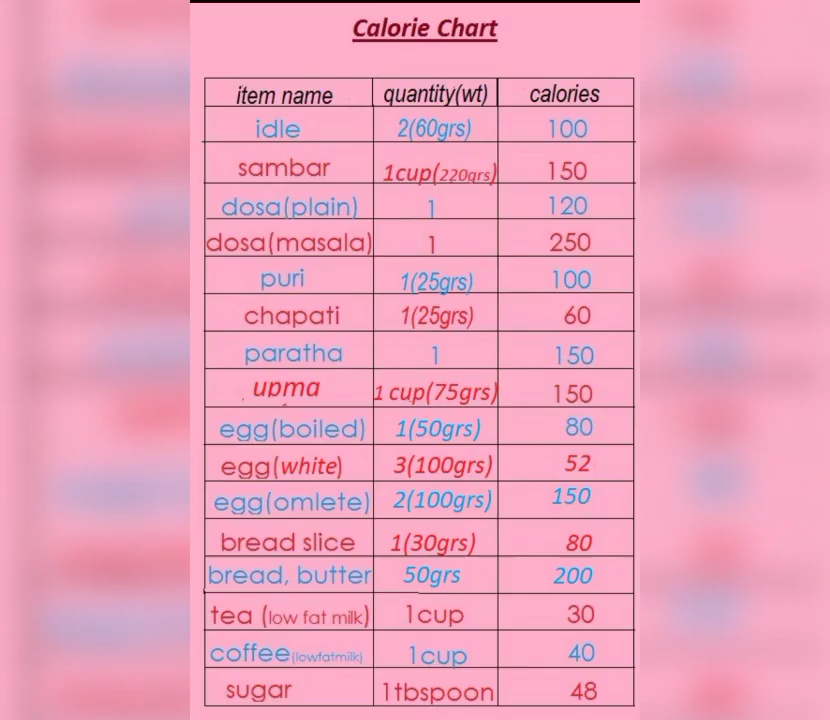 Calorie Chart
item name quantity(wt) calories
idle 2(60grs) 100
sambar 1cup(220grs) 150
dosa(plain) 1 120
dosa(masala) 1 250
puri 1(25grs) 100
chapati 1(25grs) 60
paratha 1 150
upma 1 cup(75grs) 150
egg(boiled) 1(50grs) 80
egg(white) 3(100grs) 52
egg(omlete) 2(100grs) 150
bread slice 1(30grs) 80
bread, butter 50grs 200
tea (low fat milk) 1cup 30
coffee(lowfatmilk) 1cup 40
sugar 1tbspoon 48